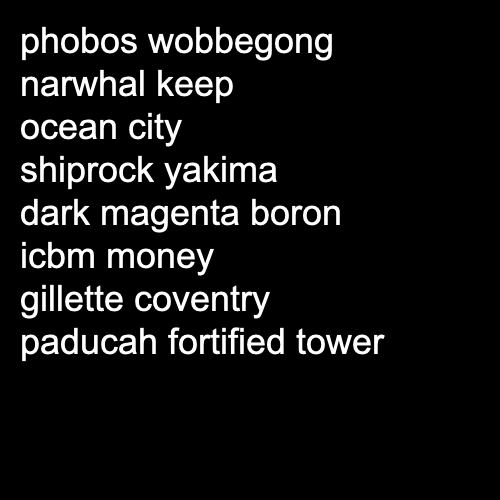 phobos wobbegong
narwhal keep
ocean city
shiprock yakima
dark magenta boron
icbm money
gillette coventry
paducah fortified tower